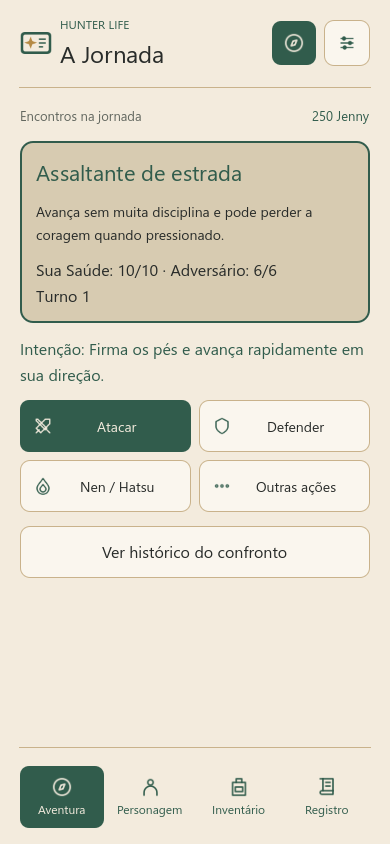 HUNTER LIFE
A Jornada
Encontros na jornada
250 Jenny
Assaltante de estrada
Avança sem muita disciplina e pode perder a
coragem quando pressionado.
Sua Saúde: 10/10 · Adversário: 6/6
Turno 1
Intenção: Firma os pés e avança rapidamente em
sua direção.
Atacar
Defender
Nen / Hatsu
Outras ações
Ver histórico do confronto
Aventura
Personagem
Inventário
Registro